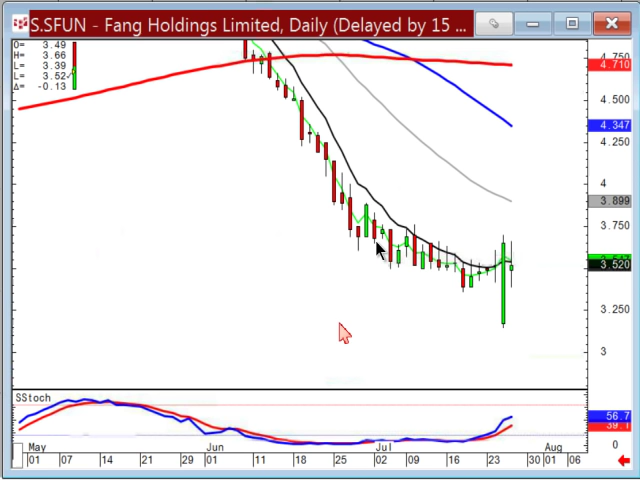 S.SFUN - Fang Holdings Limited, Daily (Delayed by 15 ...
O= 3.49
H= 3.66
L= 3.39
L= 3.52
Δ= -0.13
4.750
4.710
4.500
4.347
4.250
4
3.899
3.750
3.520
3.250
3
SStoch
56.7
39.1
0
May Jun Jul Aug
01 07 14 21 29 01 11 18 25 02 09 16 23 30 01 06